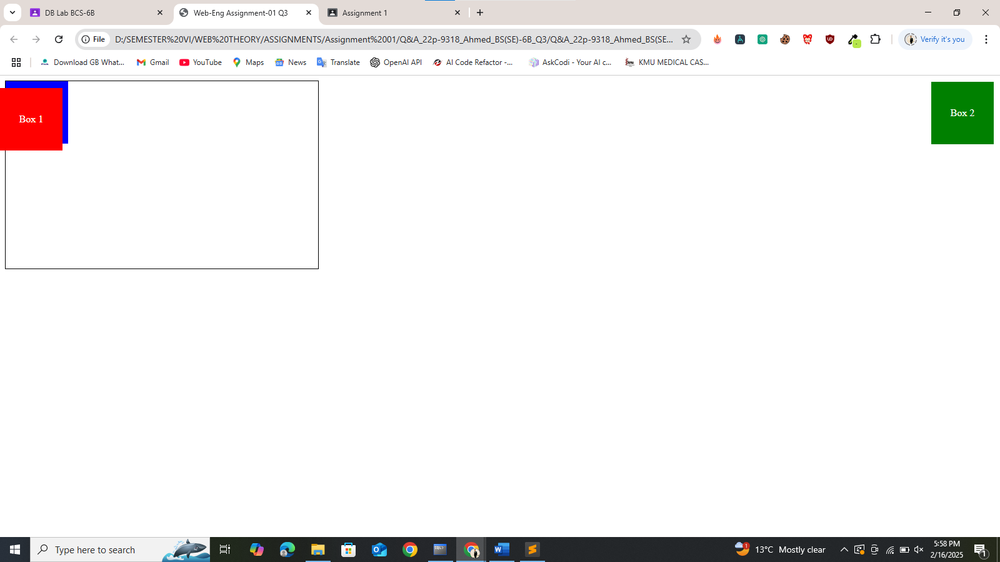 DB Lab BCS-6B
Web-Eng Assignment-01 Q3
Assignment 1
File
D:/SEMESTER%20VI/WEB%20THEORY/ASSIGNMENTS/Assignment%2001/Q&A_22p-9318_Ahmed_BS(SE)-6B_Q3/Q&A_22p-9318_Ahmed_BS(SE...
Verify it's you
Download GB What...
Gmail
YouTube
Maps
News
Translate
OpenAI API
AI Code Refactor -...
AskCodi - Your AI c...
KMU MEDICAL CAS...
Box 1
Box 2
Type here to search
13°C Mostly clear
5:58 PM
2/16/2025
1
1